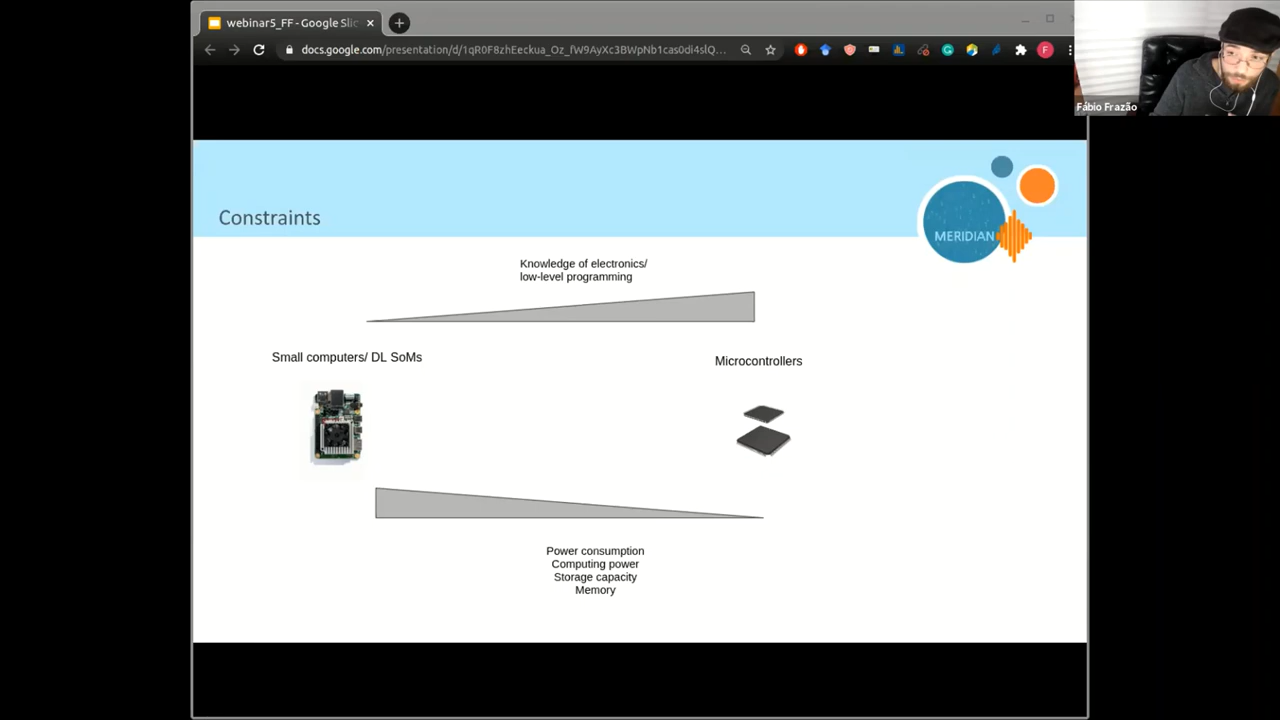 webinar5_FF - Google Slic
docs.google.com/presentation/d/1qR0F8zhEeckua_Oz_fW9AyXc3BWpNb1cas0di4slQ...
F
Fábio Frazão
Constraints
MERIDIAN
Knowledge of electronics/
low-level programming
Small computers/ DL SoMs
Microcontrollers
Power consumption
Computing power
Storage capacity
Memory